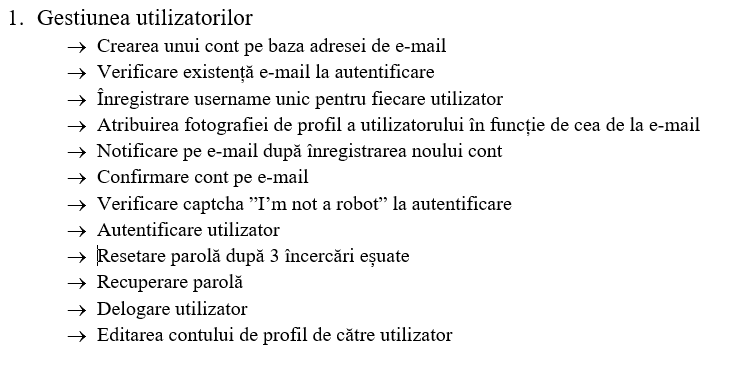 1. Gestiunea utilizatorilor
→ Crearea unui cont pe baza adresei de e-mail
→ Verificare existență e-mail la autentificare
→ Înregistrare username unic pentru fiecare utilizator
→ Atribuirea fotografiei de profil a utilizatorului în funcție de cea de la e-mail
→ Notificare pe e-mail după înregistrarea noului cont
→ Confirmare cont pe e-mail
→ Verificare captcha ”I’m not a robot” la autentificare
→ Autentificare utilizator
→ Resetare parolă după 3 încercări eșuate
→ Recuperare parolă
→ Delogare utilizator
→ Editarea contului de profil de către utilizator